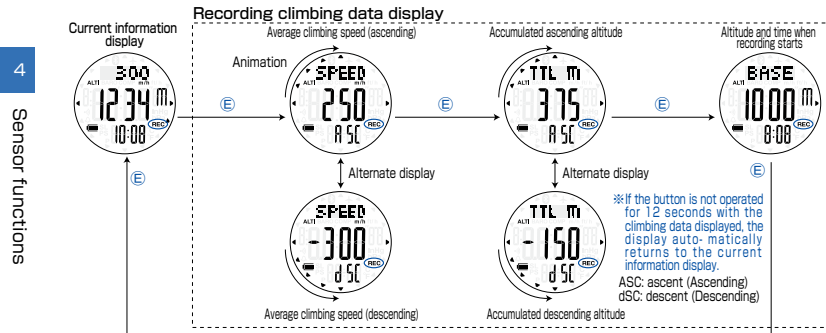 Recording climbing data display
Current information
display
Average climbing speed (ascending)
Accumulated ascending altitude
Altitude and time when
recording starts
4
Sensor functions
Animation
ALTI
300
m/h
1234 m
REC
10:08
E
SPEED
ALTI
m/h
250
REC
ASC
E
TTL m
ALTI
375
REC
ASC
E
BASE
ALTI
1000 m
REC
8:08
E
E
Alternate display
Alternate display
SPEED
ALTI
m/h
-300
REC
dSC
TTL m
ALTI
-150
REC
dSC
※If the button is not operated
for 12 seconds with the
climbing data displayed, the
display auto- matically
returns to the current
information display.
ASC: ascent (Ascending)
dSC: descent (Descending)
Average climbing speed (descending)
Accumulated descending altitude